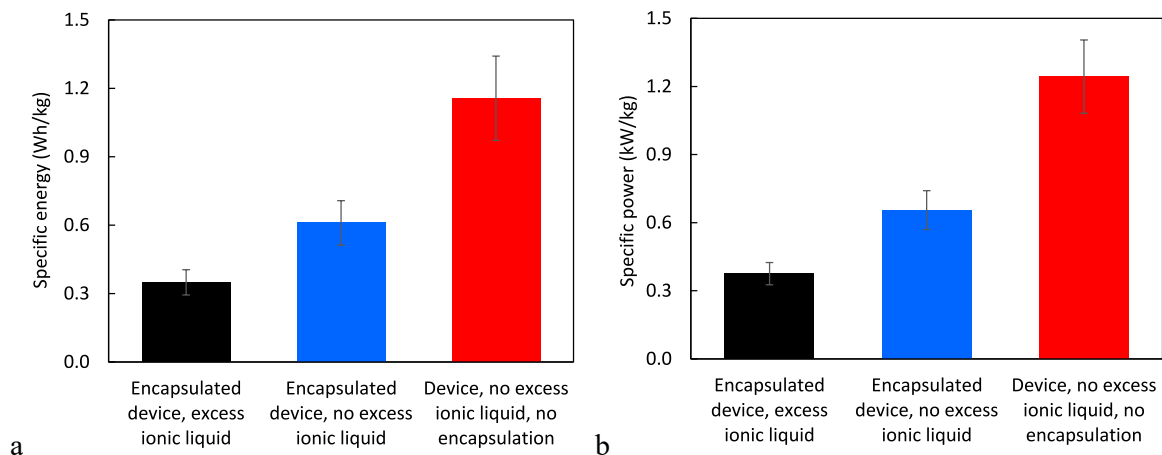 Specific energy (Wh/kg)
1.5
1.2
0.9
0.6
0.3
0.0
Encapsulated
device, excess
ionic liquid
Encapsulated
device, no excess
ionic liquid
Device, no excess
ionic liquid, no
encapsulation
a
Specific power (kW/kg)
1.5
1.2
0.9
0.6
0.3
0.0
Encapsulated
device, excess
ionic liquid
Encapsulated
device, no excess
ionic liquid
Device, no excess
ionic liquid, no
encapsulation
b